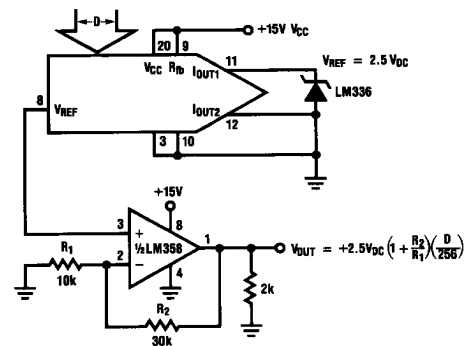 D
+15V VCC
20
9
VCC
Rfb
IOUT1
11
VREF = 2.5 VDC
8
VREF
LM336
IOUT2
12
3
10
+15V
3
+
8
½ LM358
1
VOUT = +2.5VDC (1 + R2/R1)(D/256)
R1
10k
2
−
4
2k
R2
30k